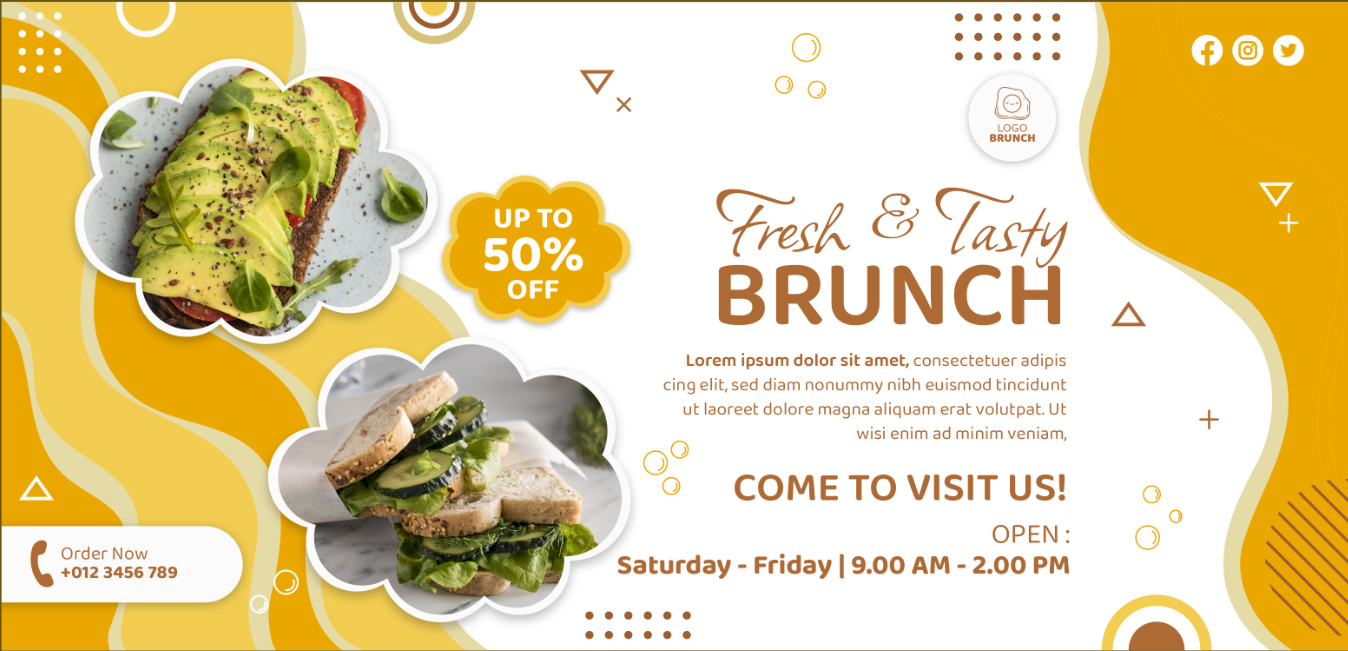 LOGO
BRUNCH
UP TO
50%
OFF
Fresh & Tasty
BRUNCH
Lorem ipsum dolor sit amet, consectetuer adipis
cing elit, sed diam nonummy nibh euismod tincidunt
ut laoreet dolore magna aliquam erat volutpat. Ut
wisi enim ad minim veniam,
COME TO VISIT US!
OPEN :
Saturday - Friday | 9.00 AM - 2.00 PM
Order Now
+012 3456 789